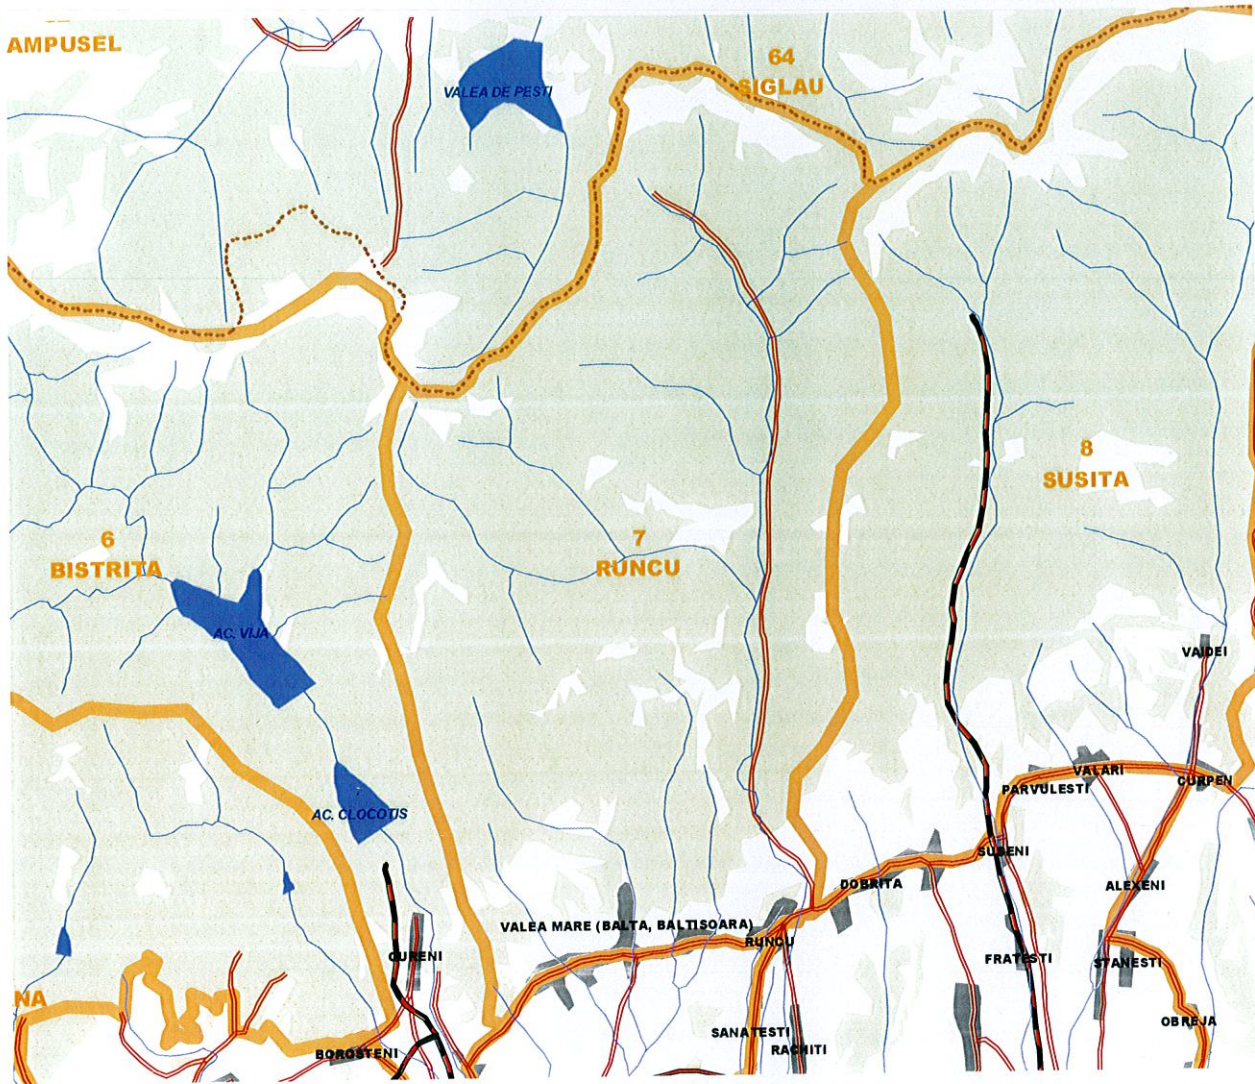 AMPUSEL
64
SIGLAU
VALEA DE PESTI
8
SUSITA
6
BISTRITA
7
RUNCU
AC. VIJA
VAIDEI
AC. CLOCOTIS
VALARI
PARVULESTI
CURPEN
SUSENI
DOBRITA
ALEXENI
VALEA MARE (BALTA, BALTISOARA)
RUNCU
GURENI
FRATESTI
STANESTI
NA
SANATESTI
RACHITI
OBREJA
BOROSTENI